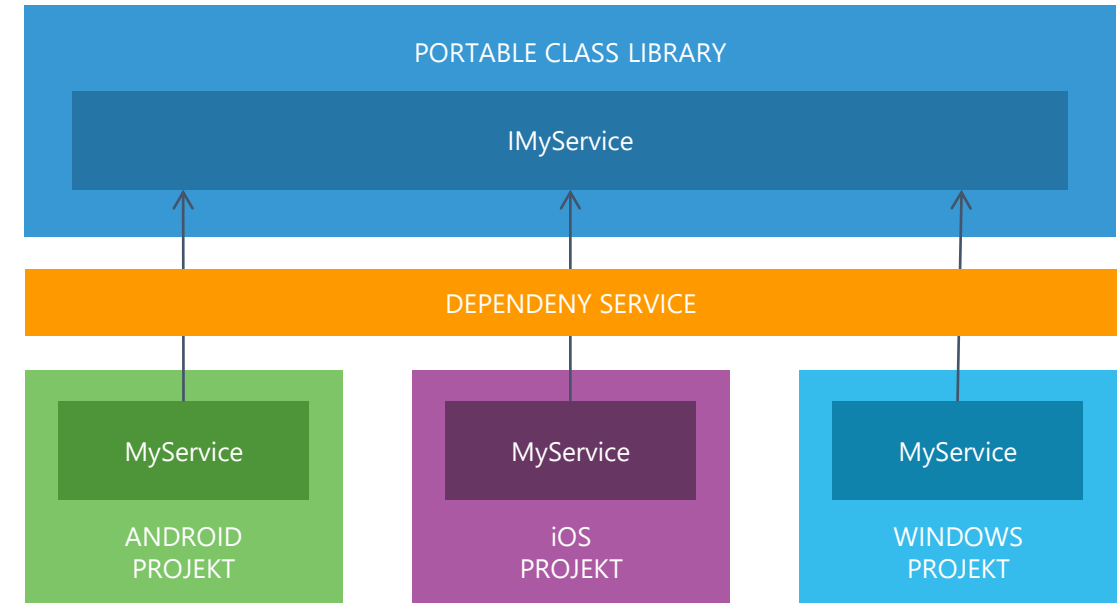 PORTABLE CLASS LIBRARY
IMyService
DEPENDENY SERVICE
MyService
ANDROID
PROJEKT
MyService
iOS
PROJEKT
MyService
WINDOWS
PROJEKT